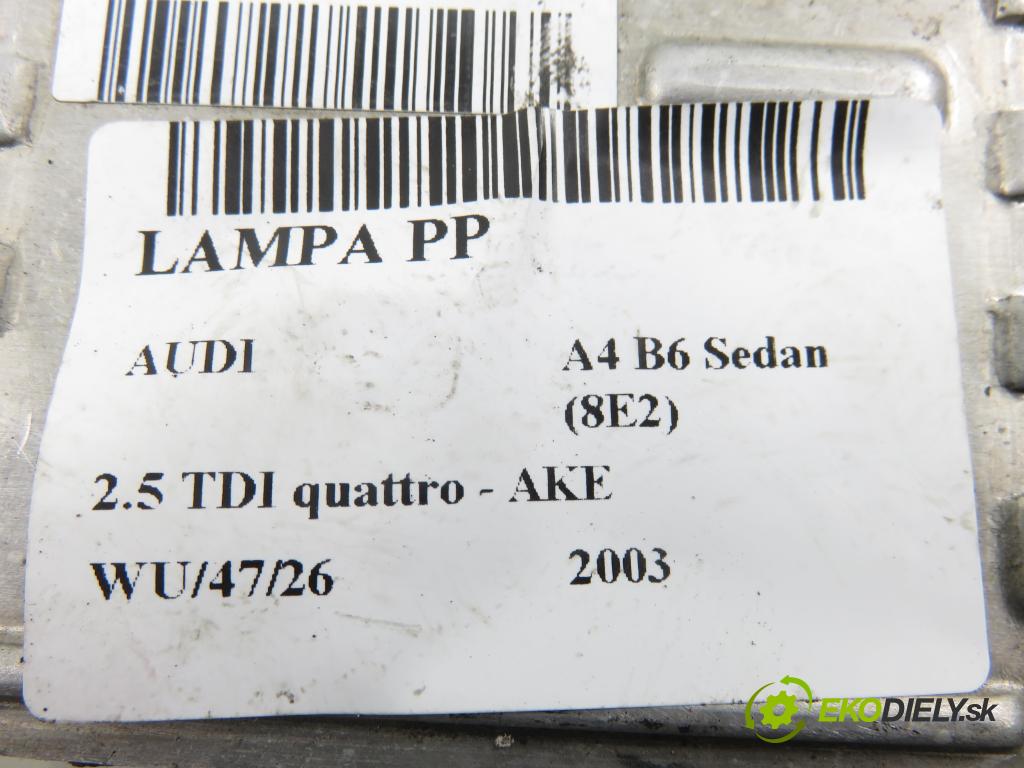 LAMPA PP
AUDI A4 B6 Sedan
(8E2)
2.5 TDI quattro - AKE
WU/47/26 2003
EKODIELY.sk